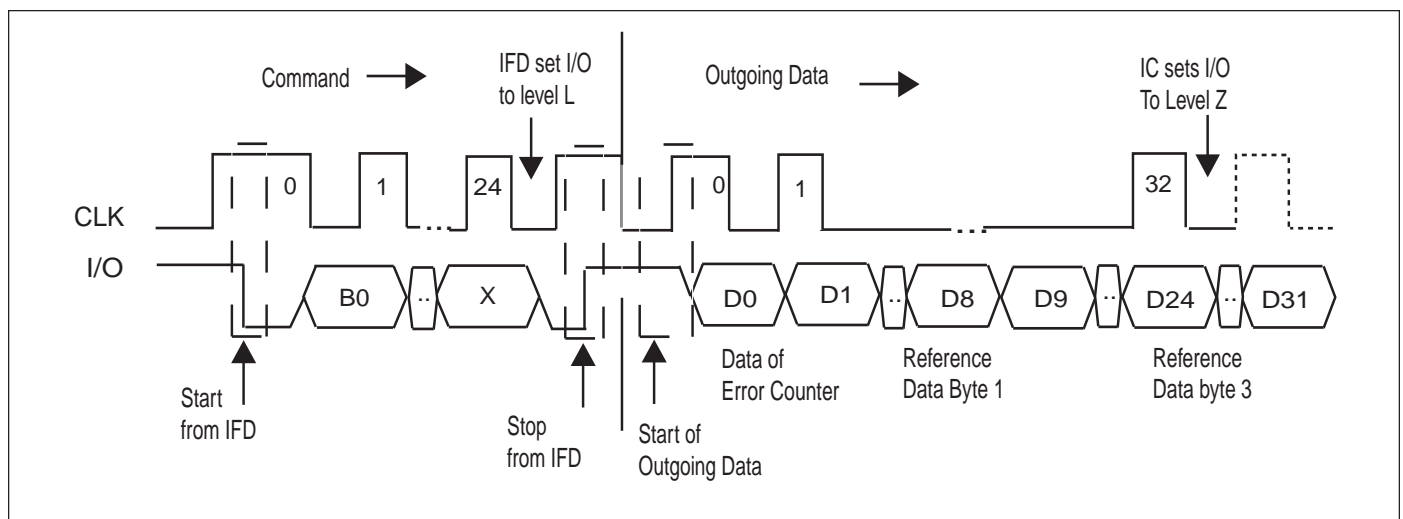 Command
IFD set I/O
to level L
Outgoing Data
IC sets I/O
To Level Z
CLK
0
1
...
24
0
1
...
32
I/O
B0
..
X
D0
D1
..
D8
D9
..
D24
..
D31
Start
from IFD
Stop
from IFD
Start of
Outgoing Data
Data of
Error Counter
Reference
Data Byte 1
Reference
Data byte 3